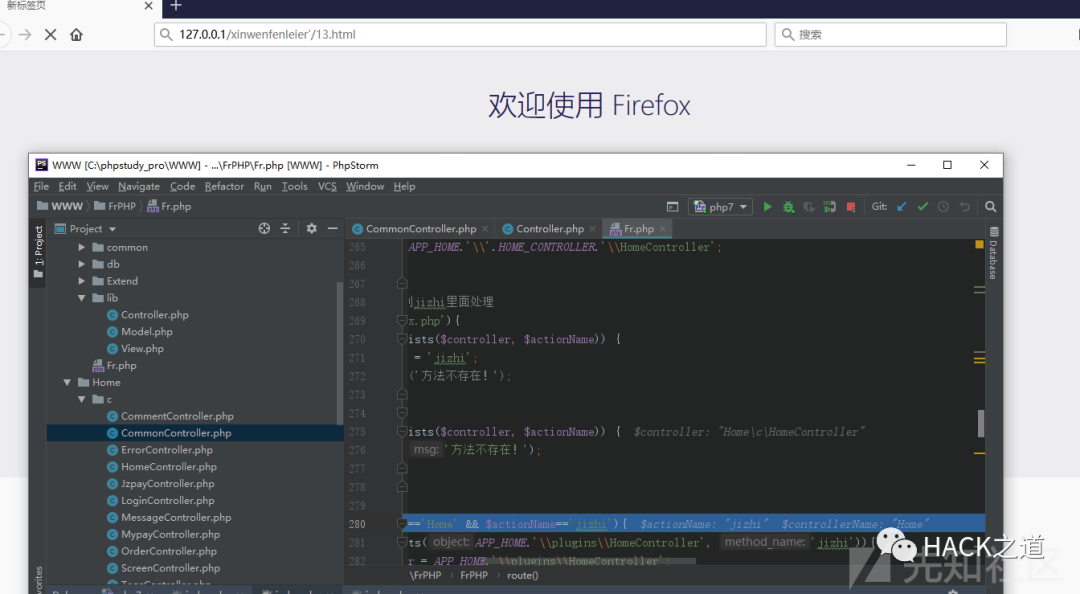 新标签页
127.0.0.1/xinwenfenleier'/13.html
搜索
欢迎使用 Firefox
WWW [C:\phpstudy_pro\WWW] - ...\FrPHP\Fr.php [WWW] - PhpStorm
File Edit View Navigate Code Refactor Run Tools VCS Window Help
WWW FrPHP Fr.php
php7 Git:
1: Project
Project
CommonController.php Controller.php Fr.php
Database
common
db
Extend
lib
Controller.php
Model.php
View.php
Fr.php
Home
c
CommentController.php
CommonController.php
ErrorController.php
HomeController.php
JzpayController.php
LoginController.php
MessageController.php
MypayController.php
OrderController.php
ScreenController.php
265 APP_HOME.'\\'.HOME_CONTROLLER.'\\HomeController';
266
267
268 jizhi里面处理
269 x.php'){
270 ists($controller, $actionName)) {
271 = 'jizhi';
272 ('方法不存在!');
273
274
275 ists($controller, $actionName)) { $controller: "Home\c\HomeController"
276 msg: '方法不存在!');
277
278
279
280 =='Home' && $actionName=='jizhi'){ $actionName: "jizhi" $controllerName: "Home"
281 ts( object: APP_HOME.'\\plugins\\HomeController', method_name: 'jizhi')){
282 r = APP_HOME.'\\plugins\\HomeController';
\FrPHP FrPHP route()
HACK之道
先知社区